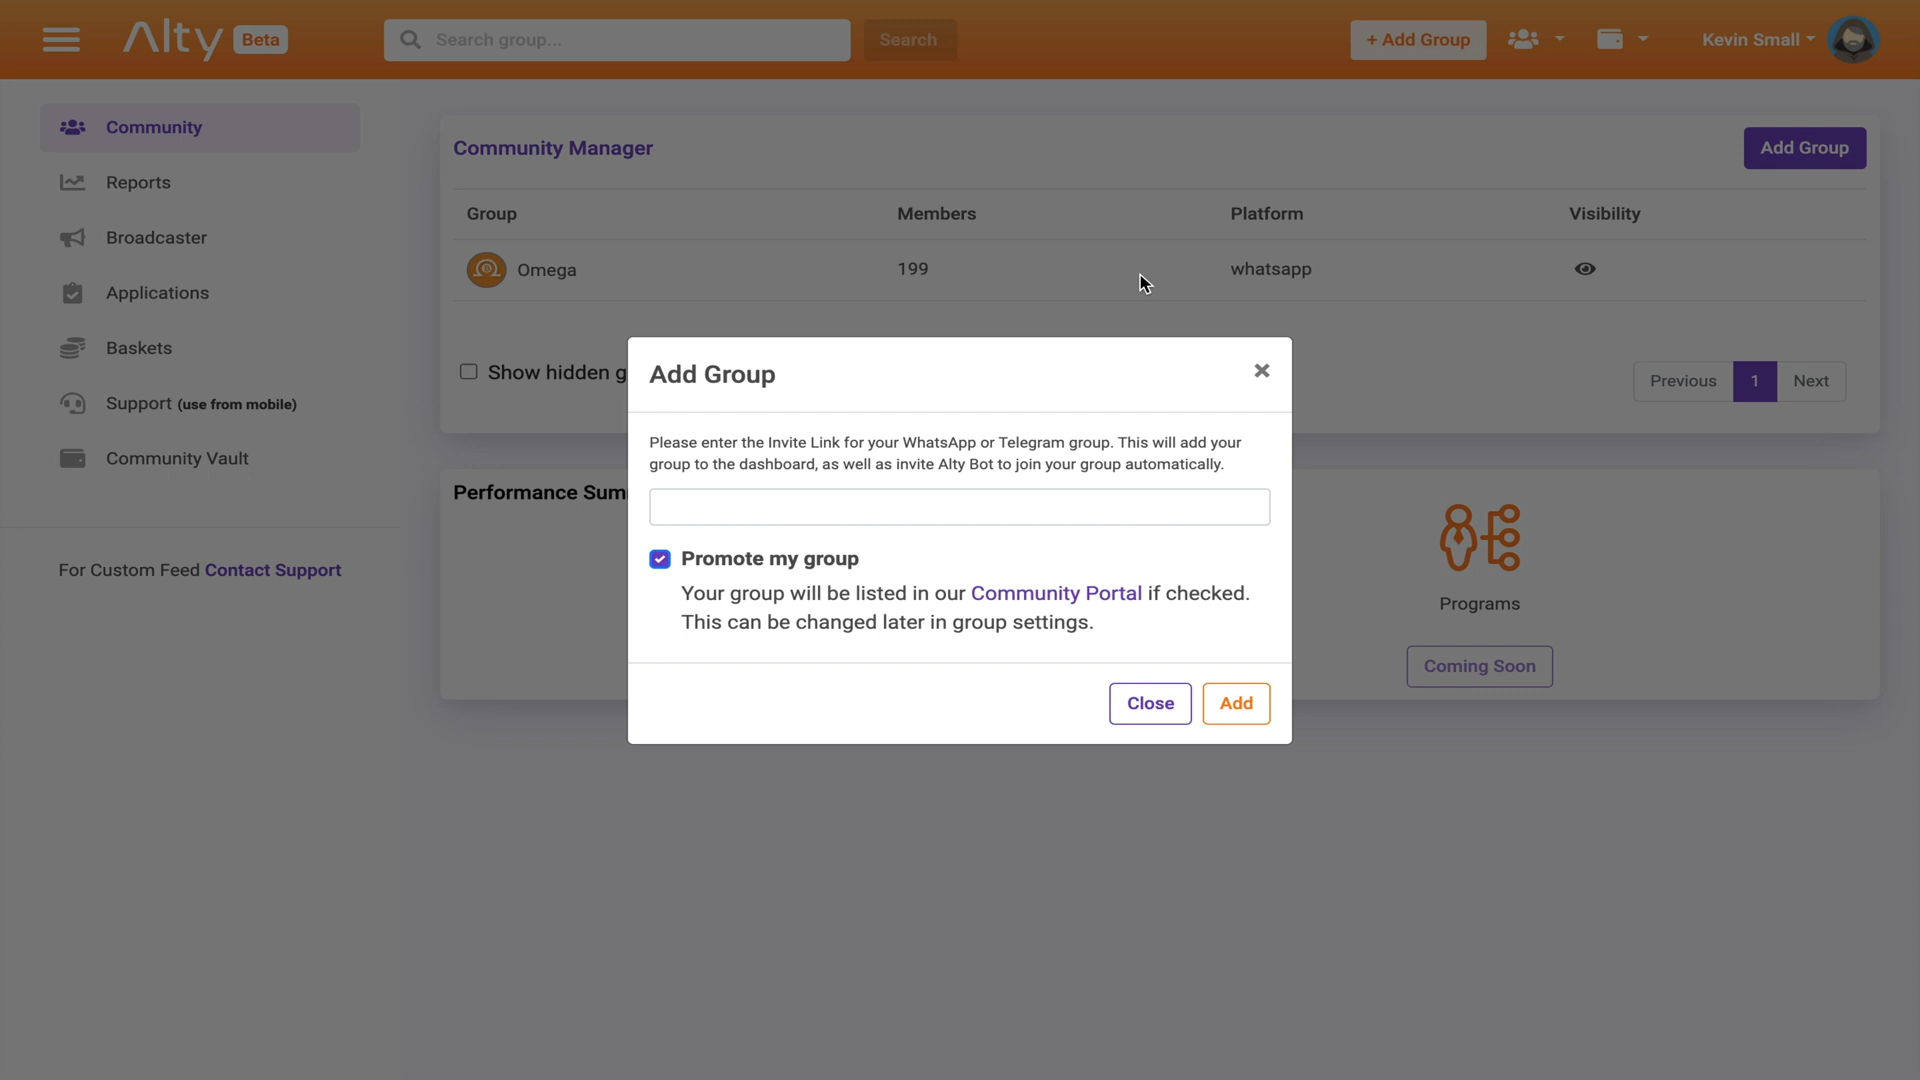 Alty Beta
Search group...
Search
+ Add Group
Kevin Small
Community
Reports
Broadcaster
Applications
Baskets
Support (use from mobile)
Community Vault
For Custom Feed Contact Support
Community Manager
Add Group
Group Members Platform Visibility
Omega 199 whatsapp
Show hidden g
Previous 1 Next
Performance Sum
Programs
Coming Soon
Add Group
Please enter the Invite Link for your WhatsApp or Telegram group. This will add your
group to the dashboard, as well as invite Alty Bot to join your group automatically.
Promote my group
Your group will be listed in our Community Portal if checked.
This can be changed later in group settings.
Close Add